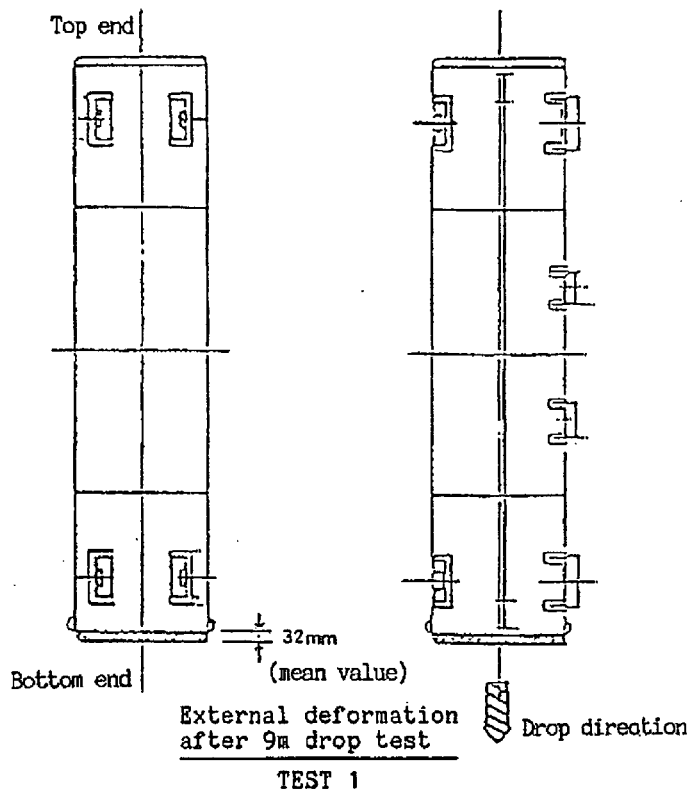 Top end
32mm
(mean value)
Bottom end
External deformation
after 9m drop test
Drop direction
TEST 1